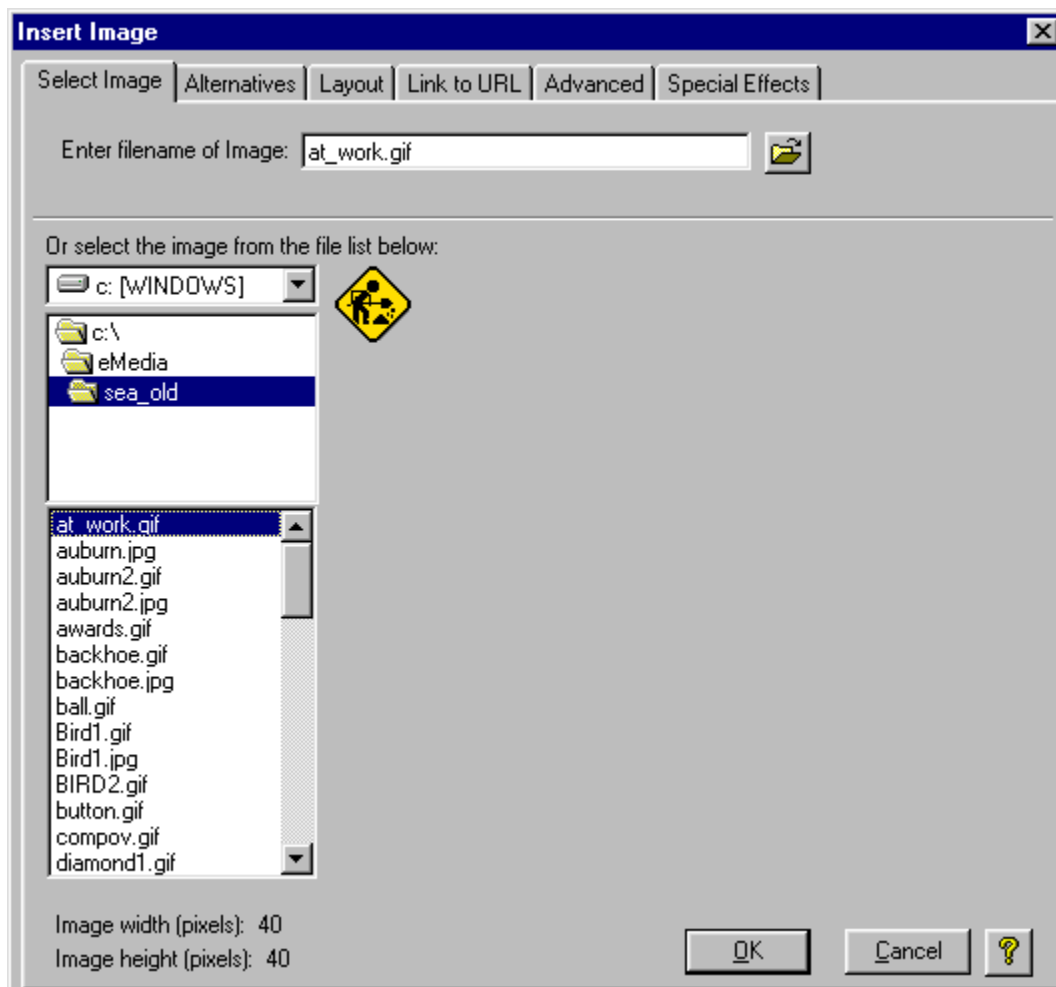 Insert Image
Select Image Alternatives Layout Link to URL Advanced Special Effects
Enter filename of Image: at_work.gif
Or select the image from the file list below:
c: [WINDOWS]
c:\
eMedia
sea_old
at_work.gif
auburn.jpg
auburn2.gif
auburn2.jpg
awards.gif
backhoe.gif
backhoe.jpg
ball.gif
Bird1.gif
Bird1.jpg
BIRD2.gif
button.gif
compov.gif
diamond1.gif
Image width (pixels): 40
Image height (pixels): 40
OK Cancel ?